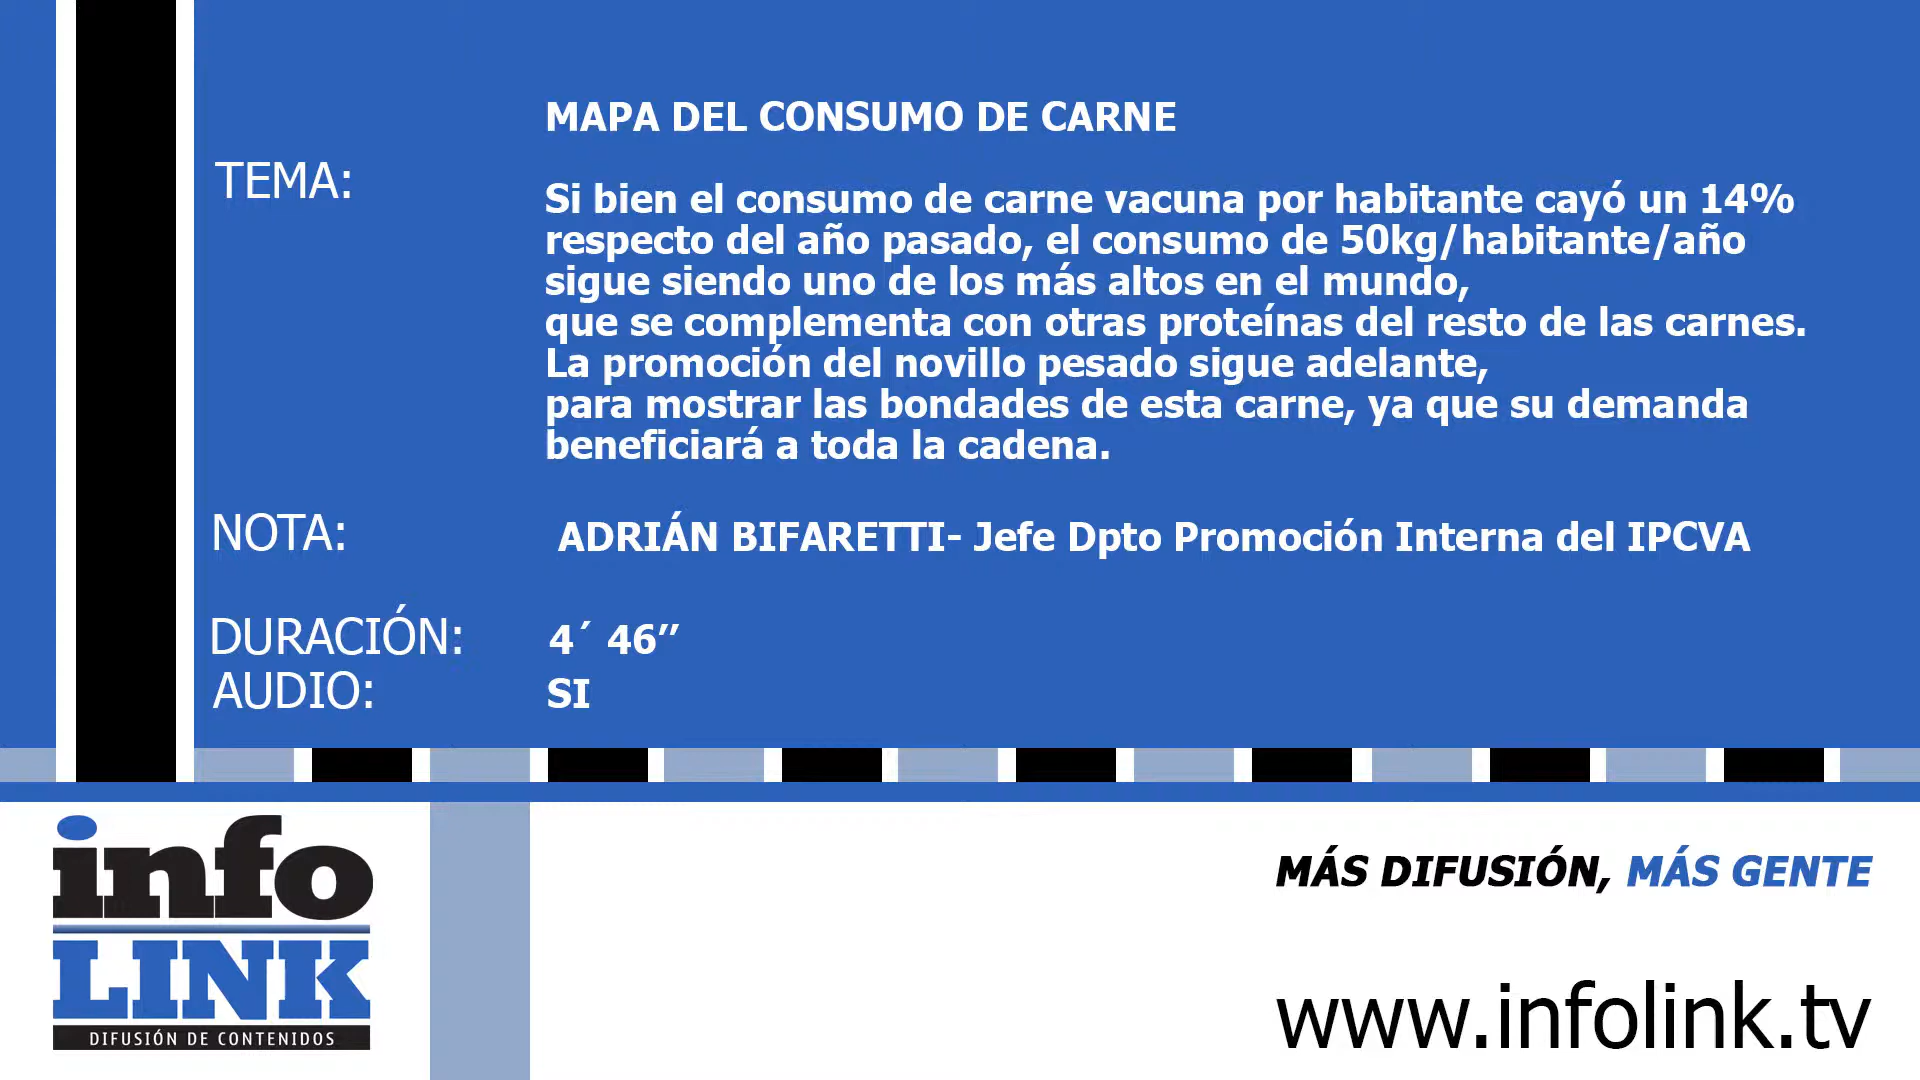 MAPA DEL CONSUMO DE CARNE
TEMA:
Si bien el consumo de carne vacuna por habitante cayó un 14%
respecto del año pasado, el consumo de 50kg/habitante/año
sigue siendo uno de los más altos en el mundo,
que se complementa con otras proteínas del resto de las carnes.
La promoción del novillo pesado sigue adelante,
para mostrar las bondades de esta carne, ya que su demanda
beneficiará a toda la cadena.
NOTA: ADRIÁN BIFARETTI- Jefe Dpto Promoción Interna del IPCVA
DURACIÓN: 4´ 46’’
AUDIO: SI
info
LINK
DIFUSIÓN DE CONTENIDOS
MÁS DIFUSIÓN, MÁS GENTE
www.infolink.tv